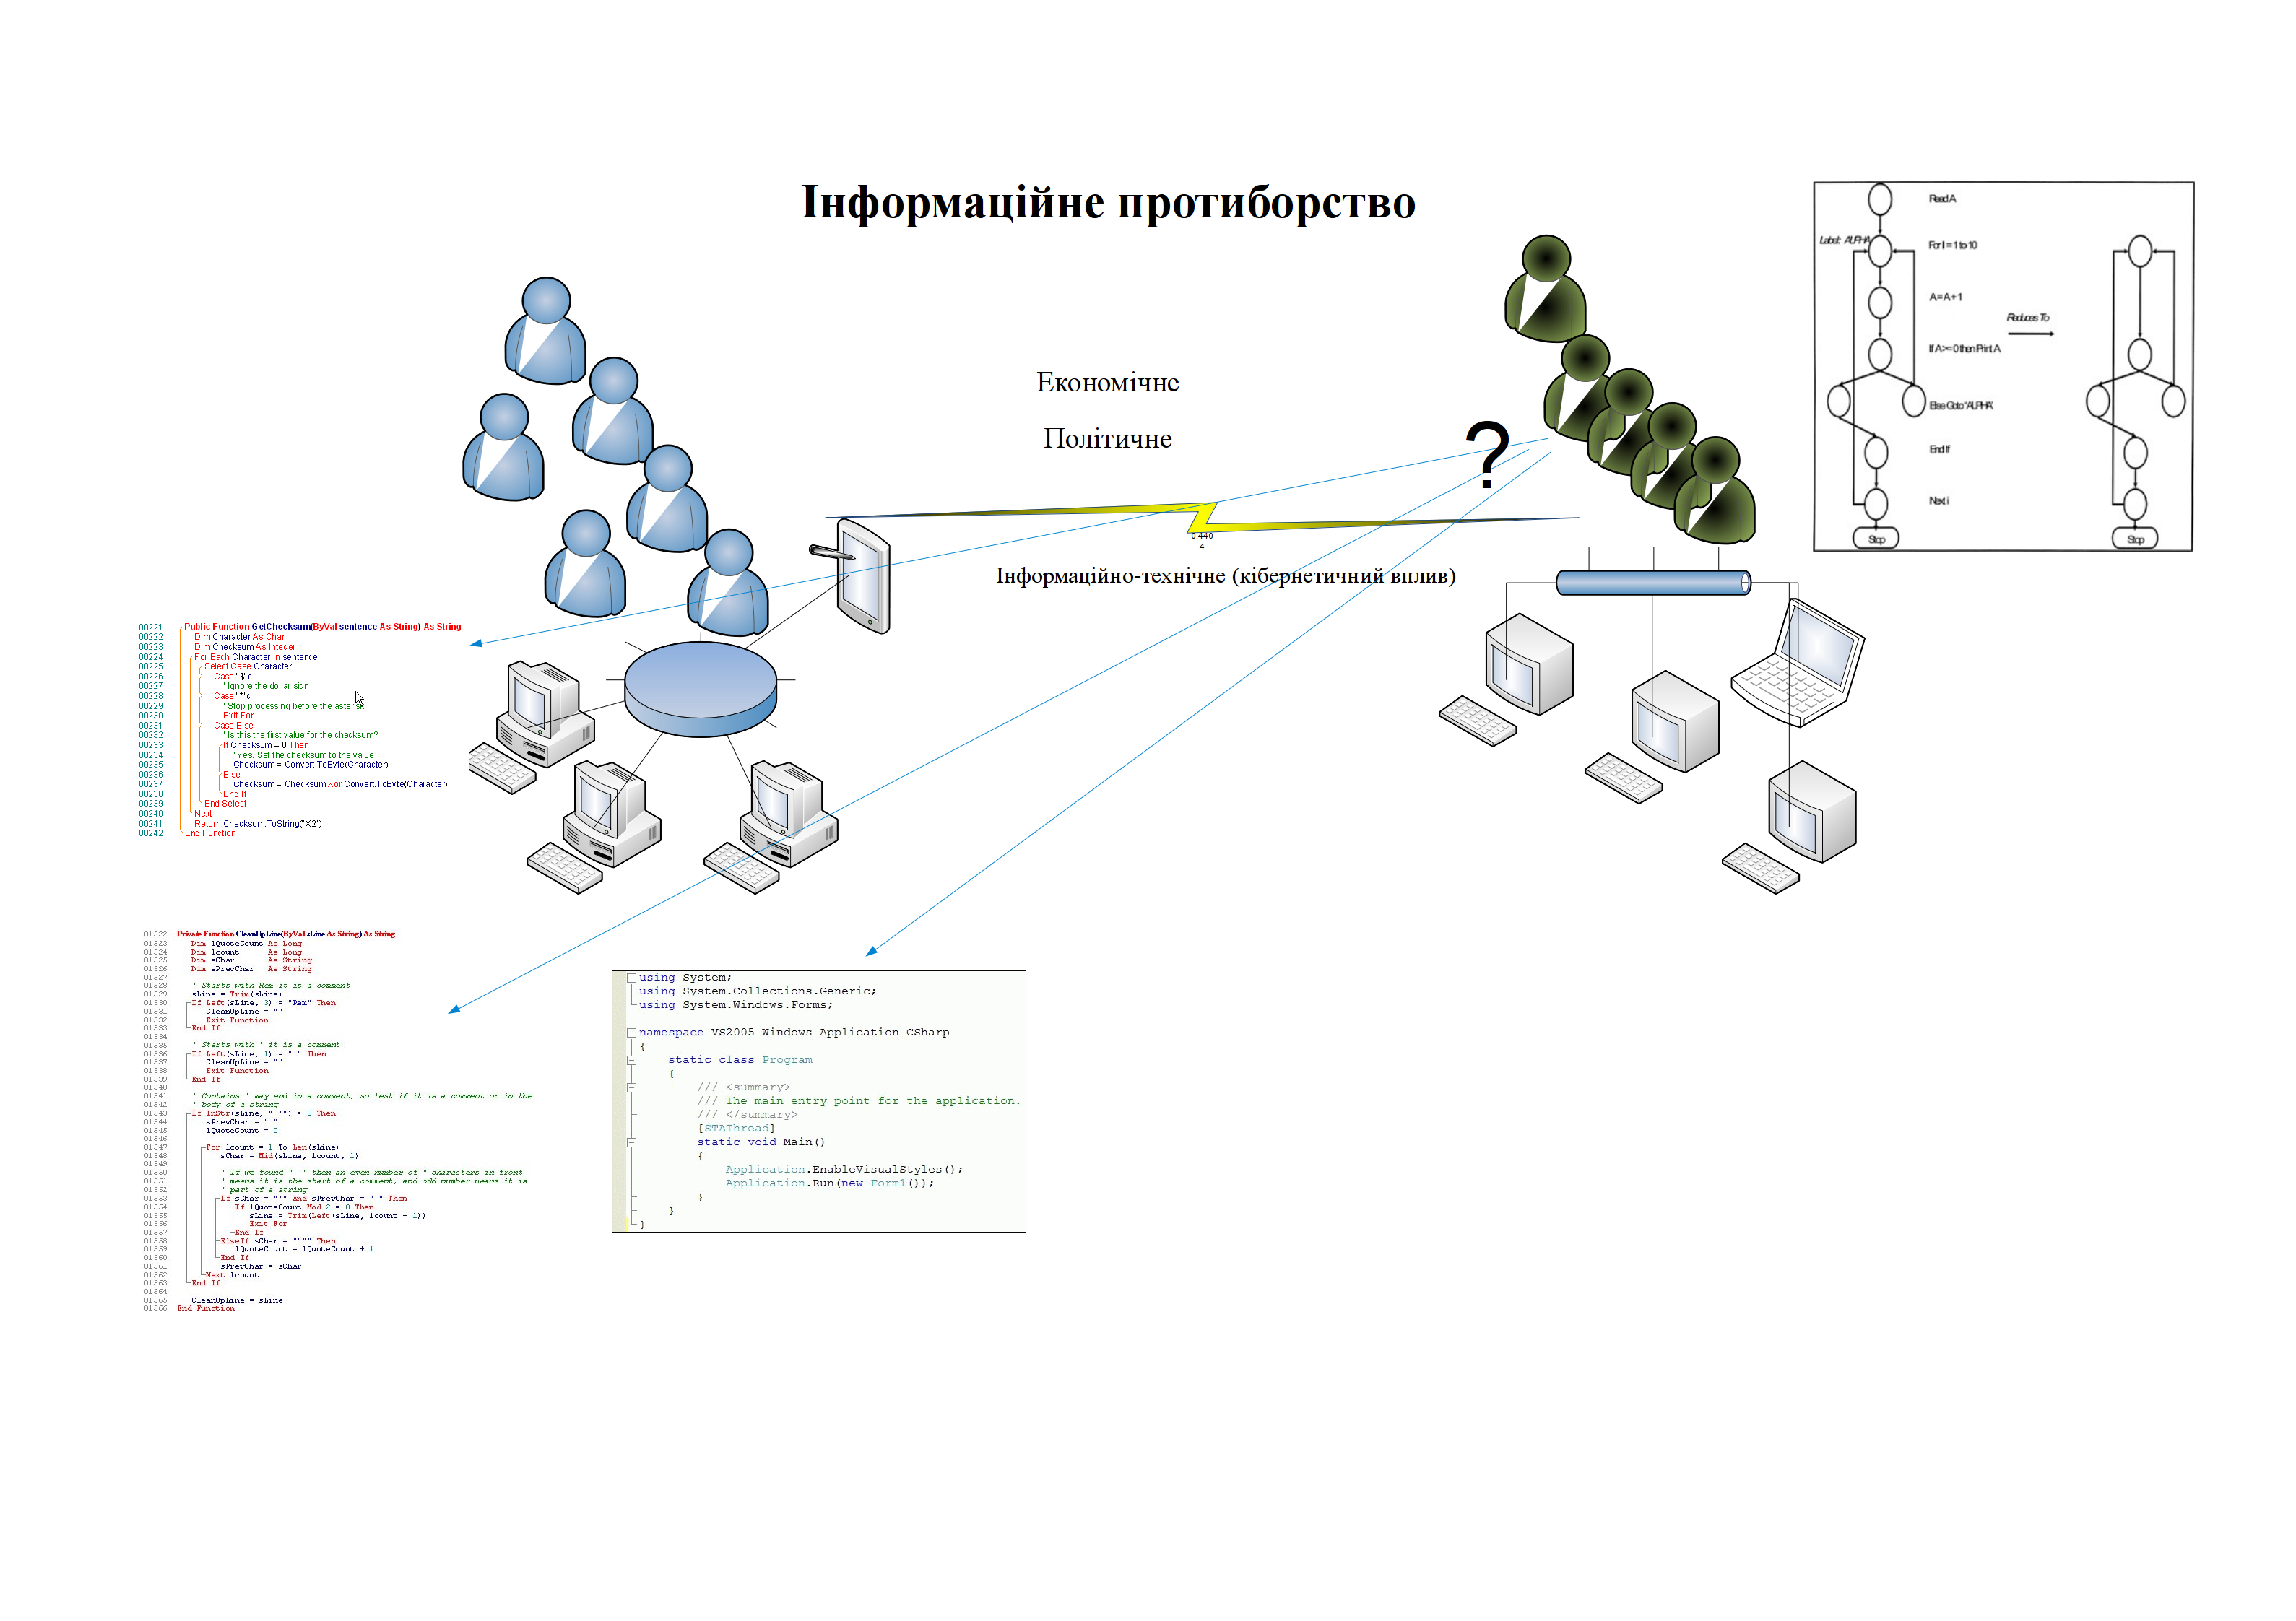 Інформаційне протиборство
Read A
Label: ALPHA
For I = 1 to 10
A=A+1
Reduces To
If A>=0 then Print A
Else Goto "ALPHA"
End If
Next i
Stop
Stop
Економічне
Політичне
?
0.440
4
Інформаційно-технічне (кібернетичний вплив)
00221 Public Function GetChecksum(ByVal sentence As String) As String
00222 Dim Character As Char
00223 Dim Checksum As Integer
00224 For Each Character In sentence
00225 Select Case Character
00226 Case "$"c
00227 ' Ignore the dollar sign
00228 Case "*"c
00229 ' Stop processing before the asterisk
00230 Exit For
00231 Case Else
00232 ' Is this the first value for the checksum?
00233 If Checksum = 0 Then
00234 ' Yes. Set the checksum to the value
00235 Checksum = Convert.ToByte(Character)
00236 Else
00237 Checksum = Checksum Xor Convert.ToByte(Character)
00238 End If
00239 End Select
00240 Next
00241 Return Checksum.ToString("X2")
00242 End Function
01522 Private Function CleanUpLine(ByVal sLine As String) As String
01523 Dim lQuoteCount As Long
01524 Dim lcount As Long
01525 Dim sChar As String
01526 Dim sPrevChar As String
01527
01528 ' Starts with Rem it is a comment
01529 sLine = Trim(sLine)
01530 If Left(sLine, 3) = "Rem" Then
01531 CleanUpLine = ""
01532 Exit Function
01533 End If
01534
01535 ' Starts with ' it is a comment
01536 If Left(sLine, 1) = "'" Then
01537 CleanUpLine = ""
01538 Exit Function
01539 End If
01540
01541 ' Contains ' may end in a comment, so test if it is a comment or in the
01542 ' body of a string
01543 If InStr(sLine, " '") > 0 Then
01544 sPrevChar = " "
01545 lQuoteCount = 0
01546
01547 For lcount = 1 To Len(sLine)
01548 sChar = Mid(sLine, lcount, 1)
01549
01550 ' If we found " '" then an even number of " characters in front
01551 ' means it is the start of a comment, and odd number means it is
01552 ' part of a string
01553 If sChar = "'" And sPrevChar = " " Then
01554 If lQuoteCount Mod 2 = 0 Then
01555 sLine = Trim(Left(sLine, lcount - 1))
01556 Exit For
01557 End If
01558 ElseIf sChar = """" Then
01559 lQuoteCount = lQuoteCount + 1
01560 End If
01561 sPrevChar = sChar
01562 Next lcount
01563 End If
01564
01565 CleanUpLine = sLine
01566 End Function
using System;
using System.Collections.Generic;
using System.Windows.Forms;
namespace VS2005_Windows_Application_CSharp
{
static class Program
{
/// <summary>
/// The main entry point for the application.
/// </summary>
[STAThread]
static void Main()
{
Application.EnableVisualStyles();
Application.Run(new Form1());
}
}
}